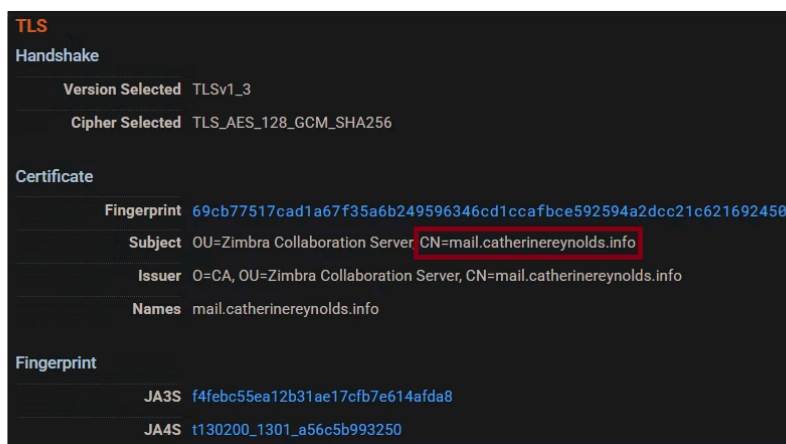 TLS
Handshake
Version Selected TLSv1_3
Cipher Selected TLS_AES_128_GCM_SHA256
Certificate
Fingerprint 69cb77517cad1a67f35a6b249596346cd1ccafbce592594a2dcc21c621692450
Subject OU=Zimbra Collaboration Server, CN=mail.catherinereynolds.info
Issuer O=CA, OU=Zimbra Collaboration Server, CN=mail.catherinereynolds.info
Names mail.catherinereynolds.info
Fingerprint
JA3S f4febc55ea12b31ae17cfb7e614afda8
JA4S t130200_1301_a56c5b993250